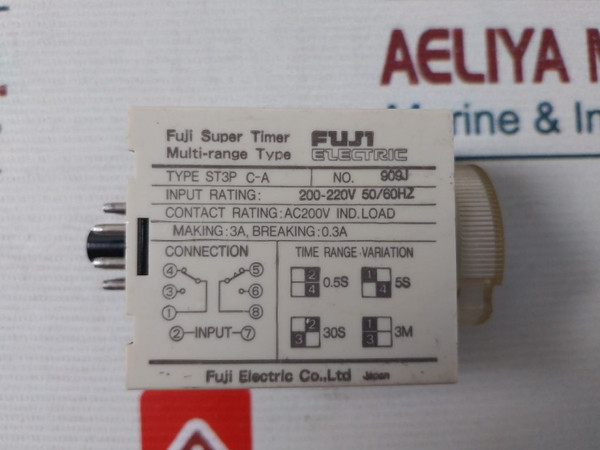 AELIYA M
Marine & In
Fuji Super Timer FUJI
Multi-range Type ELECTRIC
TYPE ST3P C-A NO. 909J
INPUT RATING: 200-220V 50/60HZ
CONTACT RATING:AC200V IND.LOAD
MAKING:3A, BREAKING:0.3A
CONNECTION TIME RANGE·VARIATION
4 5 2 1
3 6 4 0.5S 4 5S
1 8 2 1
2 -INPUT- 7 3 30S 3 3M
Fuji Electric Co.,Ltd Japan